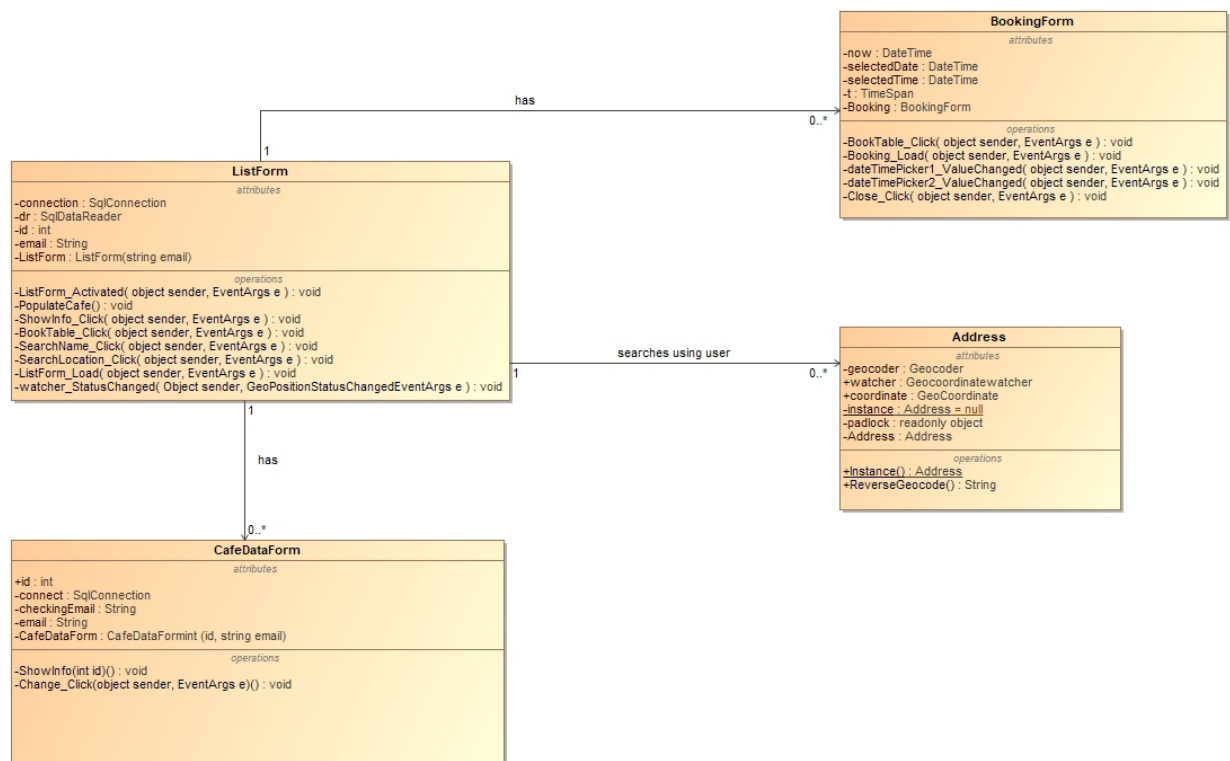 BookingForm
attributes
-now : DateTime
-selectedDate : DateTime
-selectedTime : DateTime
-t : TimeSpan
-Booking : BookingForm
operations
-BookTable_Click( object sender, EventArgs e ) : void
-Booking_Load( object sender, EventArgs e ) : void
-dateTimePicker1_ValueChanged( object sender, EventArgs e ) : void
-dateTimePicker2_ValueChanged( object sender, EventArgs e ) : void
-Close_Click( object sender, EventArgs e ) : void
has
0..*
1
ListForm
attributes
-connection : SqlConnection
-dr : SqlDataReader
-id : int
-email : String
-ListForm : ListForm(string email)
operations
-ListForm_Activated( object sender, EventArgs e ) : void
-PopulateCafe() : void
-ShowInfo_Click( object sender, EventArgs e ) : void
-BookTable_Click( object sender, EventArgs e ) : void
-SearchName_Click( object sender, EventArgs e ) : void
-SearchLocation_Click( object sender, EventArgs e ) : void
-ListForm_Load( object sender, EventArgs e ) : void
-watcher_StatusChanged( Object sender, GeoPositionStatusChangedEventArgs e ) : void
searches using user
1
0..*
Address
attributes
-geocoder : Geocoder
+watcher : Geocoordinatewatcher
+coordinate : GeoCoordinate
-instance : Address = null
-padlock : readonly object
-Address : Address
operations
+Instance() : Address
+ReverseGeocode() : String
1
has
0..*
CafeDataForm
attributes
+id : int
-connect : SqlConnection
-checkingEmail : String
-email : String
-CafeDataForm : CafeDataFormint (id, string email)
operations
-ShowInfo(int id)() : void
-Change_Click(object sender, EventArgs e)() : void